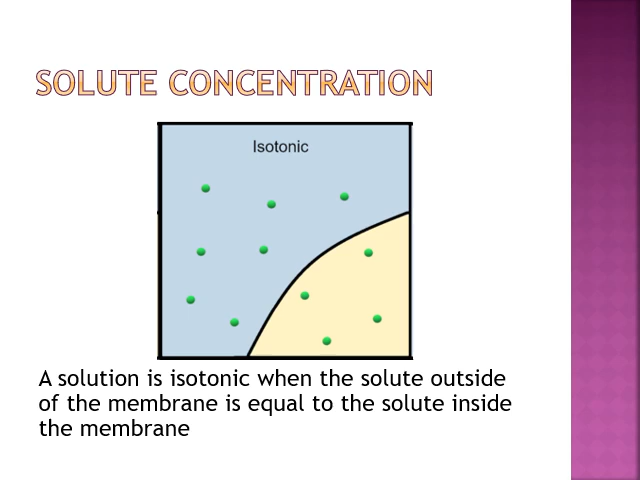 SOLUTE CONCENTRATION
Isotonic
A solution is isotonic when the solute outside
of the membrane is equal to the solute inside
the membrane